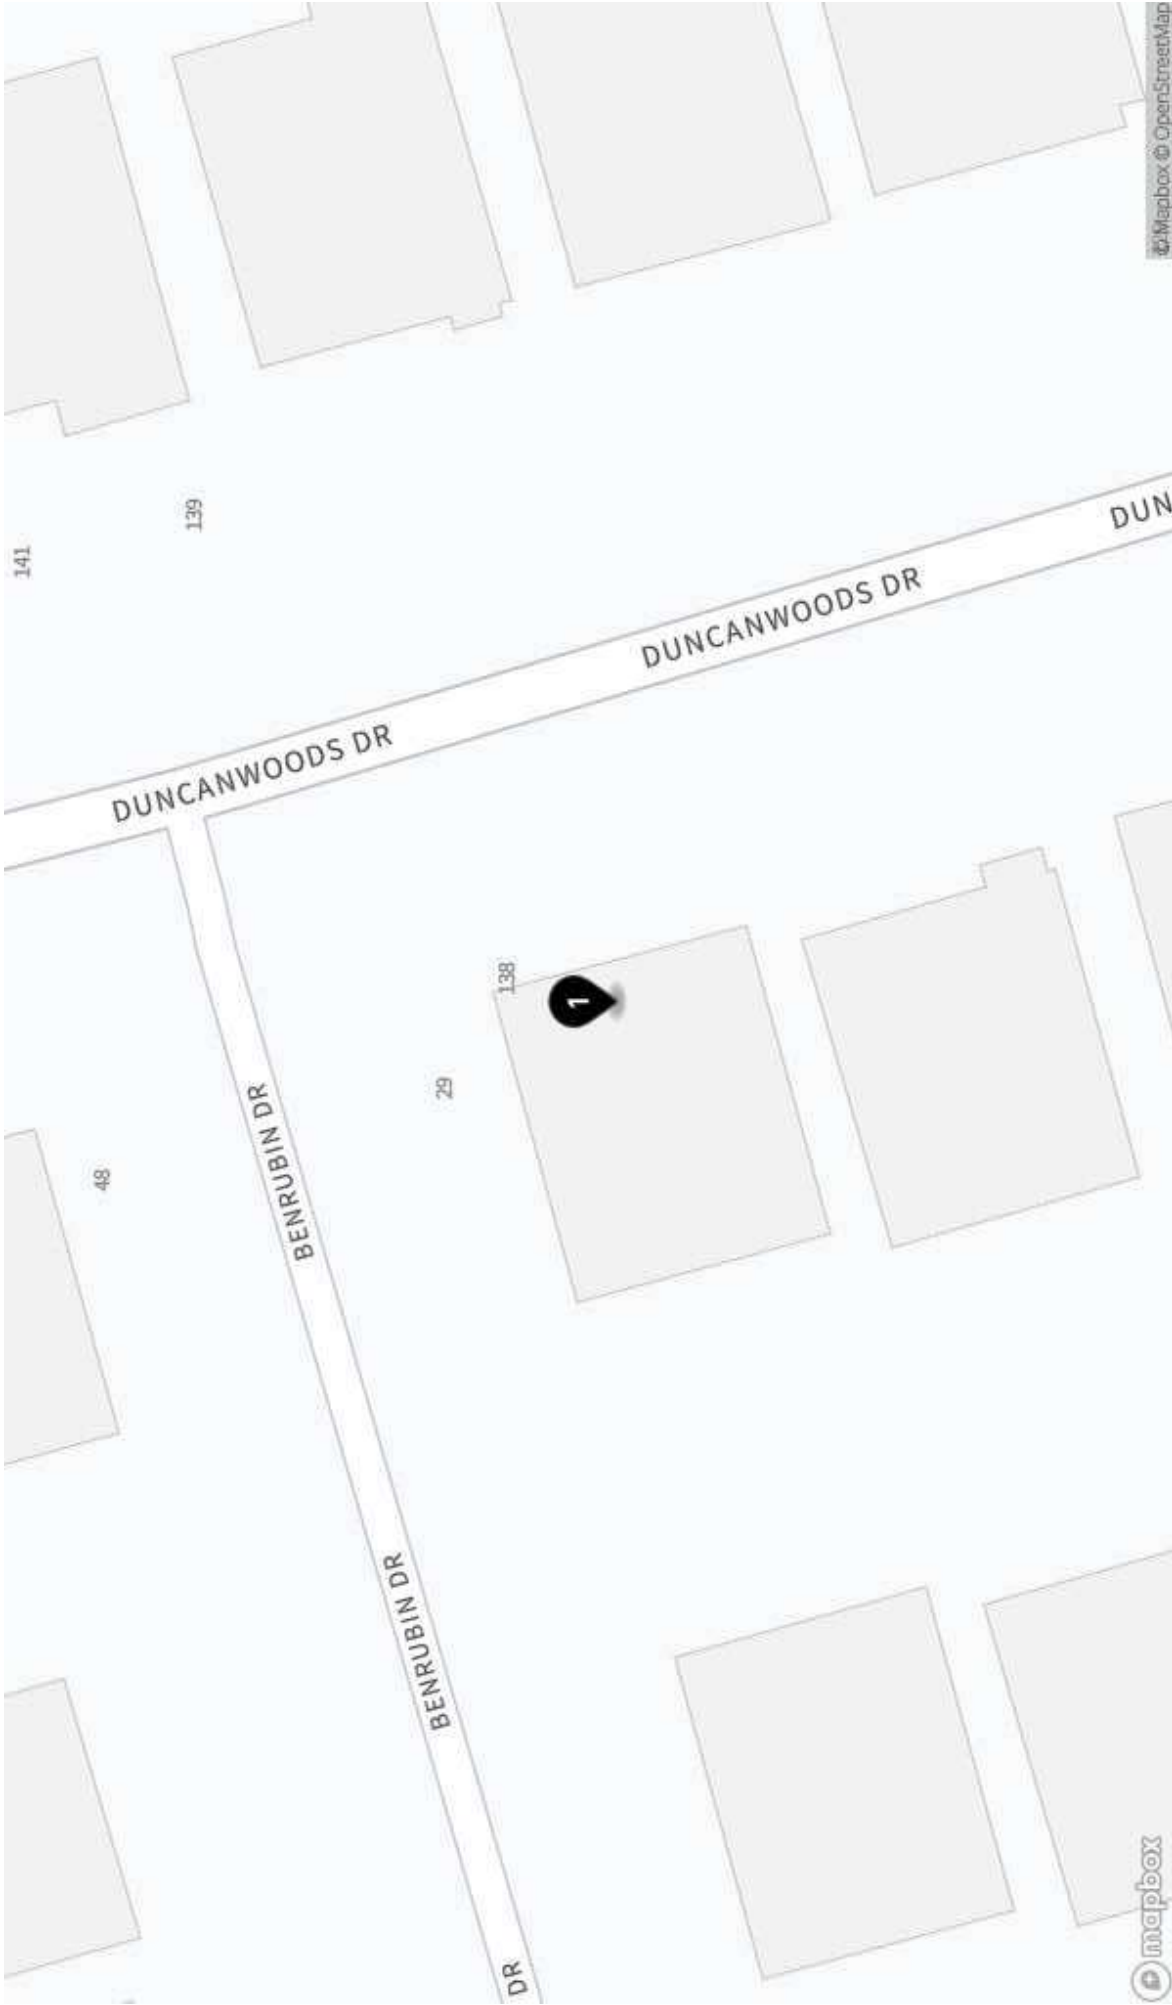 141
139
DUNCANWOODS DR
DUNCANWOODS DR
DUN
48
BENRUBIN DR
29
138
1
BENRUBIN DR
DR
mapbox
© Mapbox © OpenStreetMap